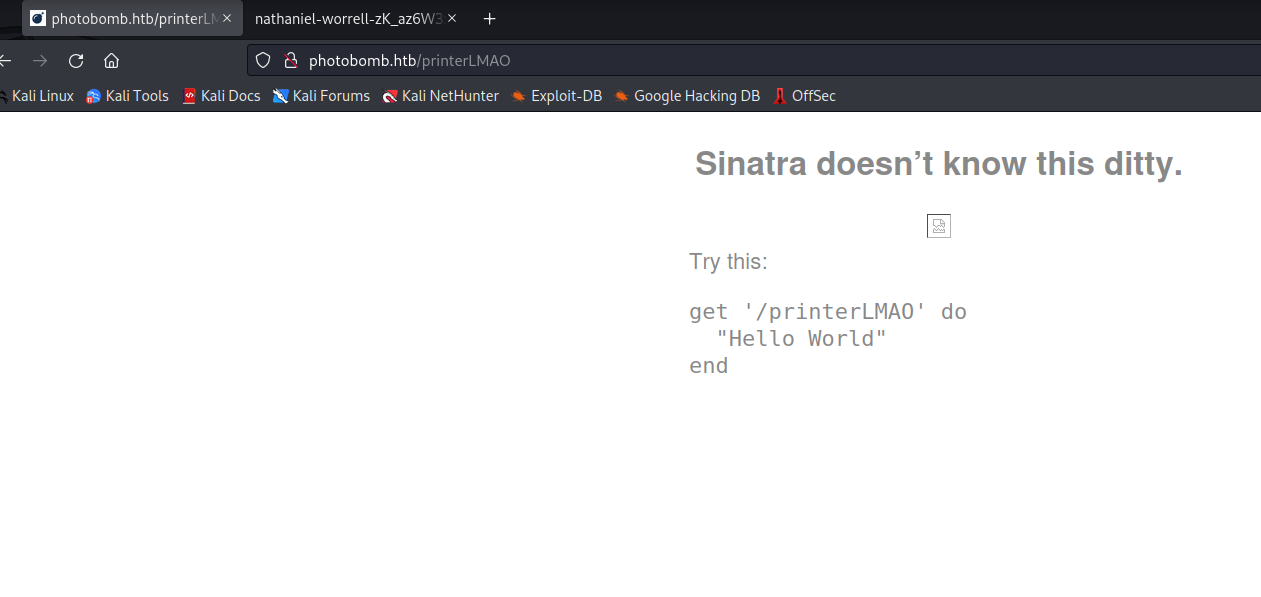 photobomb.htb/printerLM
nathaniel-worrell-zK_az6W3
photobomb.htb/printerLMAO
Kali Linux Kali Tools Kali Docs Kali Forums Kali NetHunter Exploit-DB Google Hacking DB OffSec
Sinatra doesn’t know this ditty.
Try this:
get '/printerLMAO' do
  "Hello World"
end